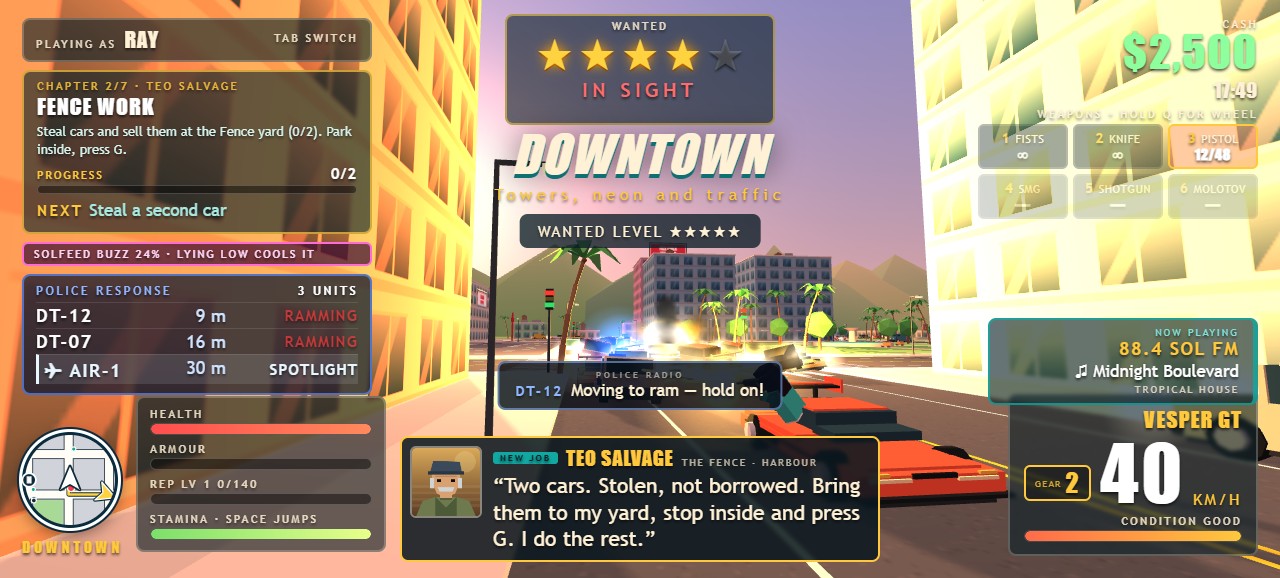 PLAYING AS RAY
TAB SWITCH
CHAPTER 2/7 · TEO SALVAGE
FENCE WORK
Steal cars and sell them at the Fence yard (0/2). Park
inside, press G.
PROGRESS 0/2
NEXT Steal a second car
SOLFEED BUZZ 24% · LYING LOW COOLS IT
POLICE RESPONSE 3 UNITS
DT-12 9 m RAMMING
DT-07 16 m RAMMING
AIR-1 30 m SPOTLIGHT
HEALTH
ARMOUR
REP LV 1 0/140
STAMINA · SPACE JUMPS
DOWNTOWN
WANTED
★★★★☆
IN SIGHT
DOWNTOWN
Towers, neon and traffic
WANTED LEVEL ★★★★★
POLICE RADIO
DT-12 Moving to ram — hold on!
NEW JOB TEO SALVAGE THE FENCE · HARBOUR
“Two cars. Stolen, not borrowed. Bring
them to my yard, stop inside and press
G. I do the rest.”
CASH
$2,500
17:49
WEAPONS · HOLD Q FOR WHEEL
1 FISTS
∞
2 KNIFE
∞
3 PISTOL
12/48
4 SMG
—
5 SHOTGUN
—
6 MOLOTOV
—
NOW PLAYING
88.4 SOL FM
♫ Midnight Boulevard
TROPICAL HOUSE
VESPER GT
GEAR 2
40 KM/H
CONDITION GOOD